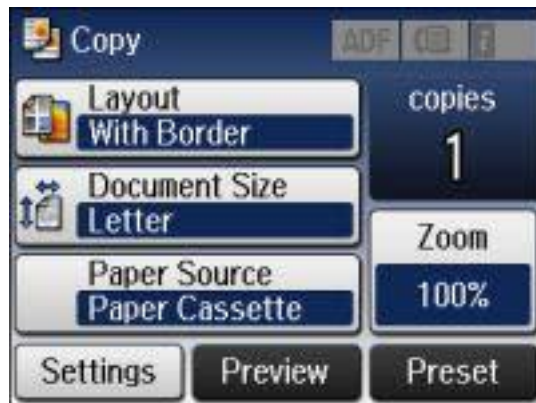 Copy
ADF
Layout
With Border
copies
1
Document Size
Letter
Zoom
100%
Paper Source
Paper Cassette
Settings
Preview
Preset